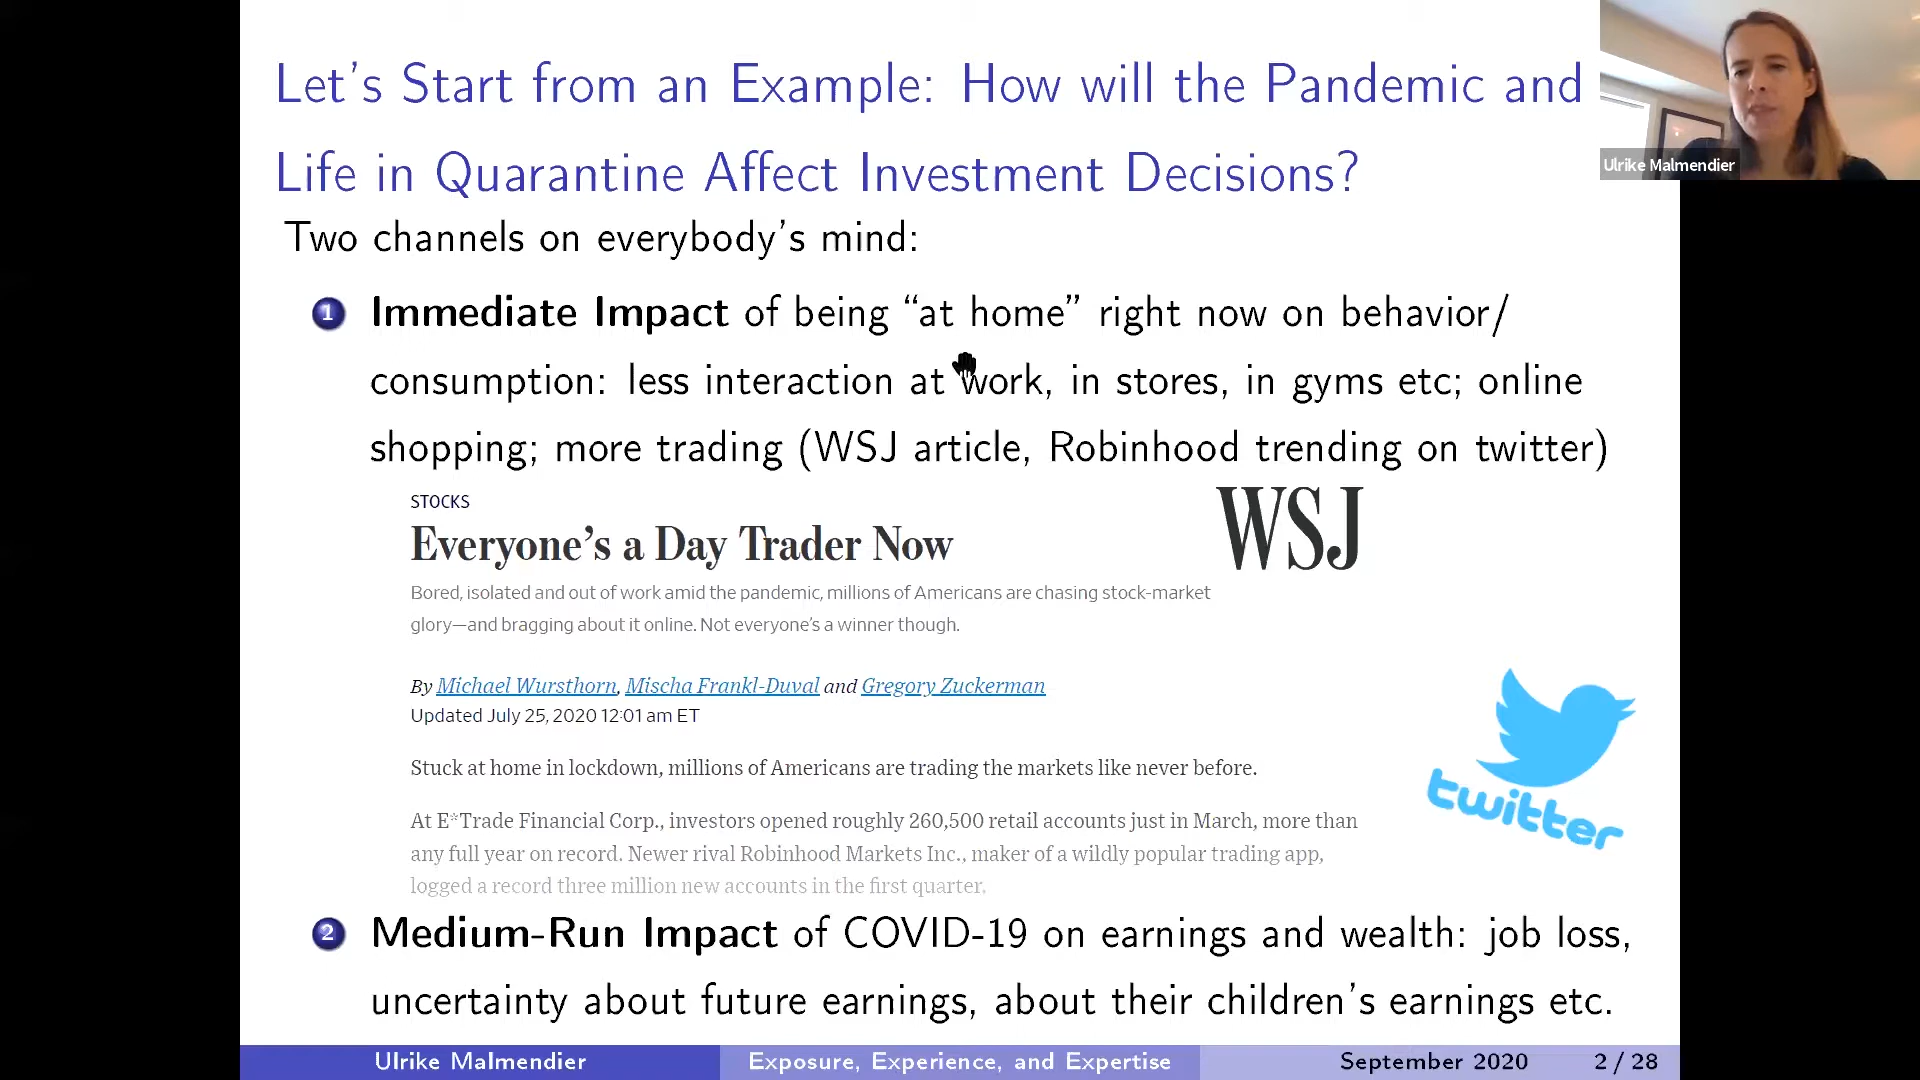 Let's Start from an Example: How will the Pandemic and
Life in Quarantine Affect Investment Decisions?
Ulrike Malmendier
Two channels on everybody's mind:
1 Immediate Impact of being “at home” right now on behavior/
consumption: less interaction at work, in stores, in gyms etc; online
shopping; more trading (WSJ article, Robinhood trending on twitter)
STOCKS
WSJ
Everyone's a Day Trader Now
Bored, isolated and out of work amid the pandemic, millions of Americans are chasing stock-market
glory—and bragging about it online. Not everyone's a winner though.
By Michael Wursthorn, Mischa Frankl-Duval and Gregory Zuckerman
Updated July 25, 2020 12:01 am ET
Stuck at home in lockdown, millions of Americans are trading the markets like never before.
twitter
At E*Trade Financial Corp., investors opened roughly 260,500 retail accounts just in March, more than
any full year on record. Newer rival Robinhood Markets Inc., maker of a wildly popular trading app,
logged a record three million new accounts in the first quarter.
2 Medium-Run Impact of COVID-19 on earnings and wealth: job loss,
uncertainty about future earnings, about their children's earnings etc.
Ulrike Malmendier Exposure, Experience, and Expertise September 2020 2 / 28